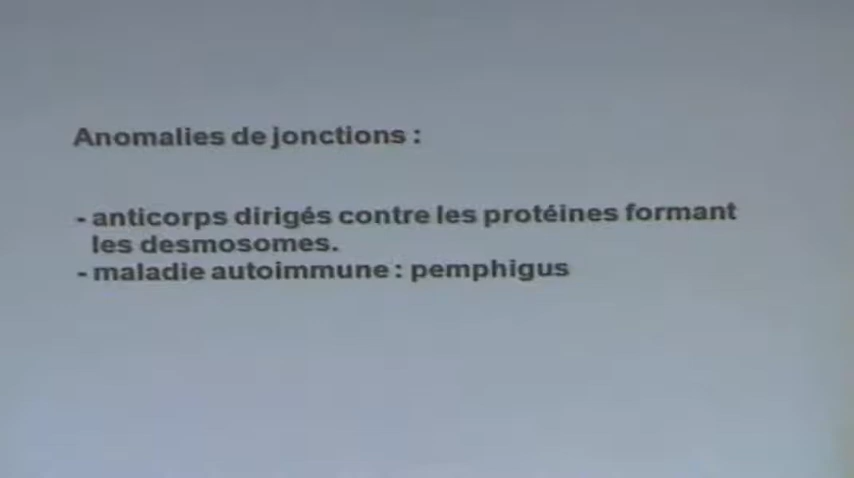 Anomalies de jonctions :
- anticorps dirigés contre les protéines formant
les desmosomes.
- maladie autoimmune : pemphigus